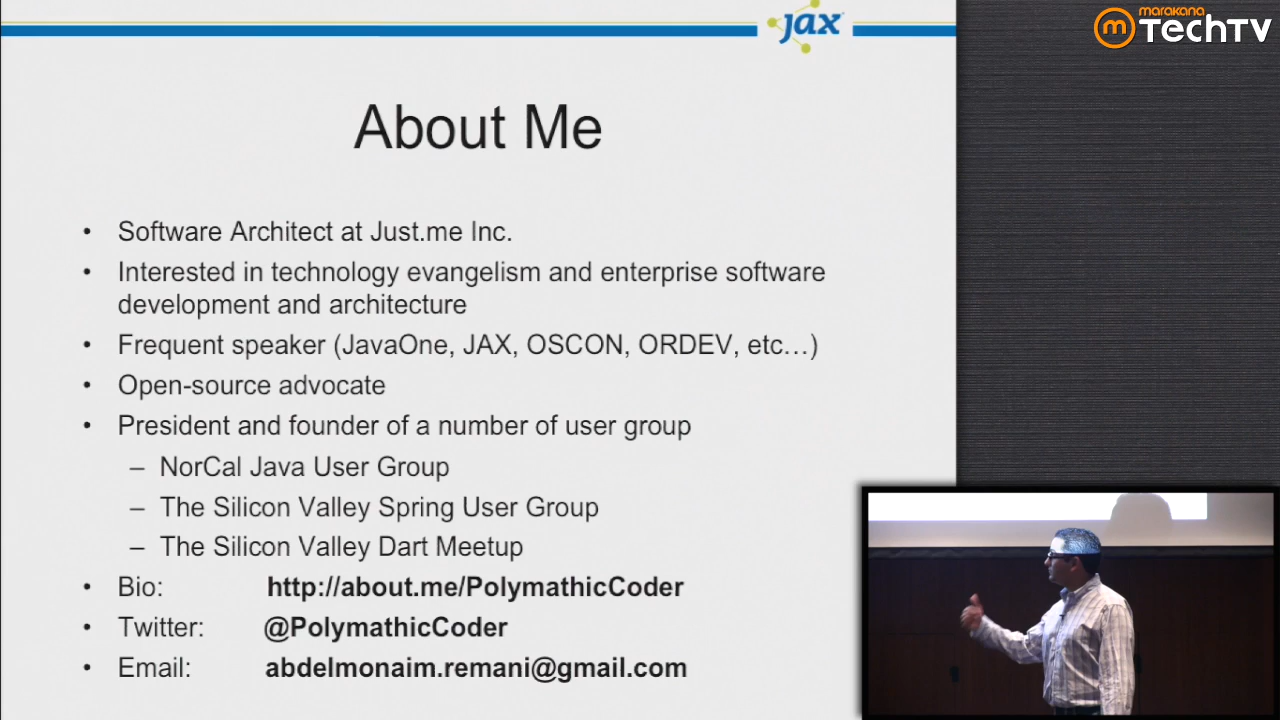 jax
marakana
m TechTV
About Me
• Software Architect at Just.me Inc.
• Interested in technology evangelism and enterprise software
development and architecture
• Frequent speaker (JavaOne, JAX, OSCON, ORDEV, etc…)
• Open-source advocate
• President and founder of a number of user group
– NorCal Java User Group
– The Silicon Valley Spring User Group
– The Silicon Valley Dart Meetup
• Bio: http://about.me/PolymathicCoder
• Twitter: @PolymathicCoder
• Email: abdelmonaim.remani@gmail.com